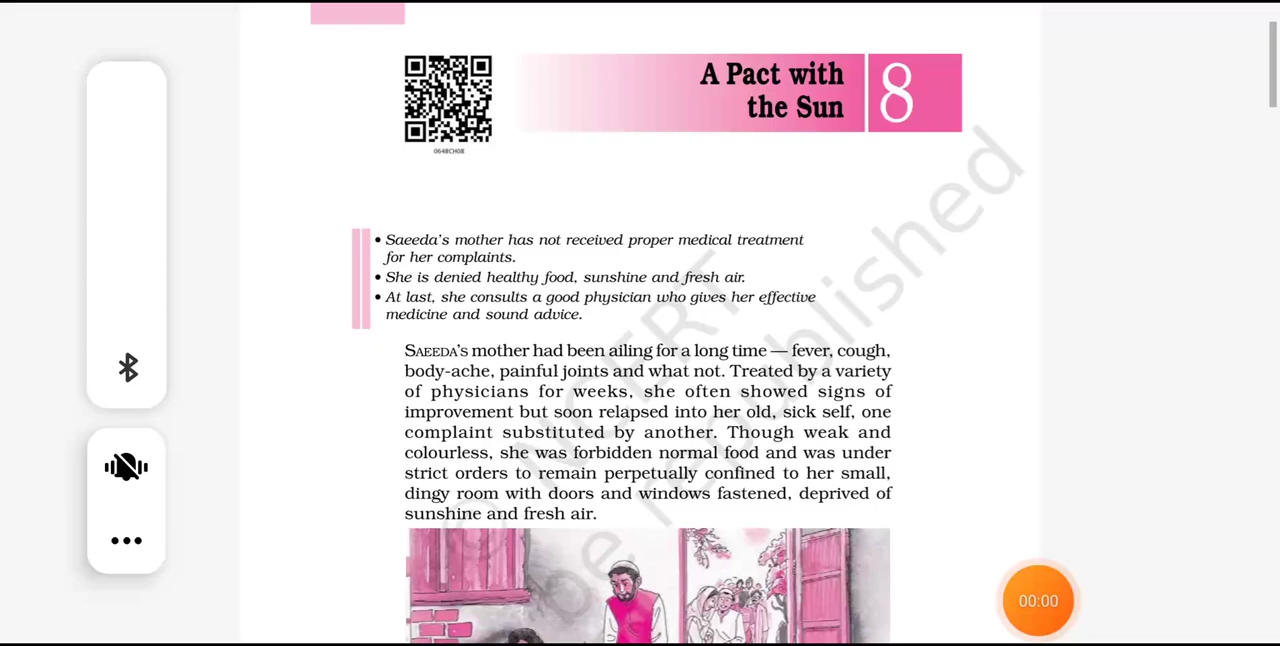 A Pact with
the Sun
8
0648CH08
• Saeeda's mother has not received proper medical treatment
for her complaints.
• She is denied healthy food, sunshine and fresh air.
• At last, she consults a good physician who gives her effective
medicine and sound advice.
SAEEDA'S mother had been ailing for a long time — fever, cough,
body-ache, painful joints and what not. Treated by a variety
of physicians for weeks, she often showed signs of
improvement but soon relapsed into her old, sick self, one
complaint substituted by another. Though weak and
colourless, she was forbidden normal food and was under
strict orders to remain perpetually confined to her small,
dingy room with doors and windows fastened, deprived of
sunshine and fresh air.
© NCERT
be republished
00:00